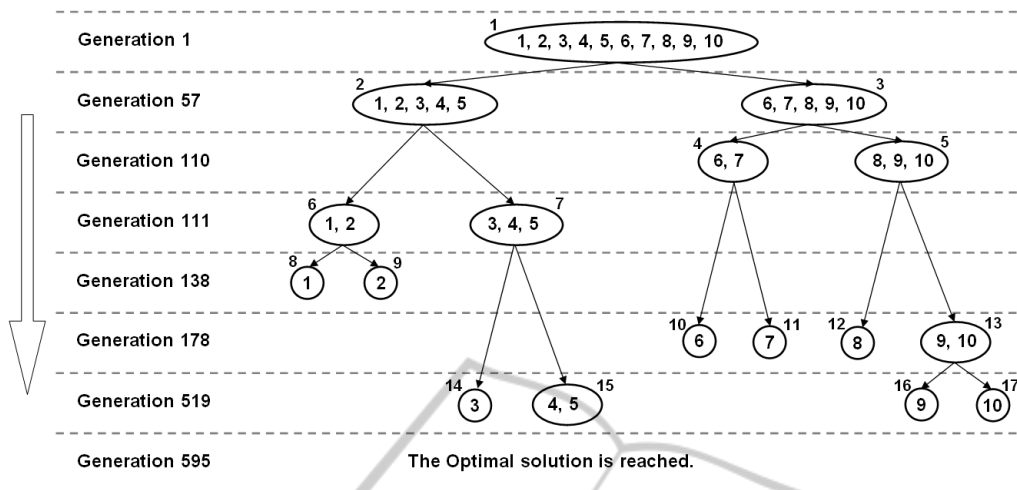 1
Generation 1
1, 2, 3, 4, 5, 6, 7, 8, 9, 10
2
3
Generation 57
1, 2, 3, 4, 5
6, 7, 8, 9, 10
4
5
Generation 110
6, 7
8, 9, 10
6
7
Generation 111
1, 2
3, 4, 5
8
9
Generation 138
1
2
10
11
12
13
Generation 178
6
7
8
9, 10
14
15
16
17
Generation 519
3
4, 5
9
10
Generation 595
The Optimal solution is reached.